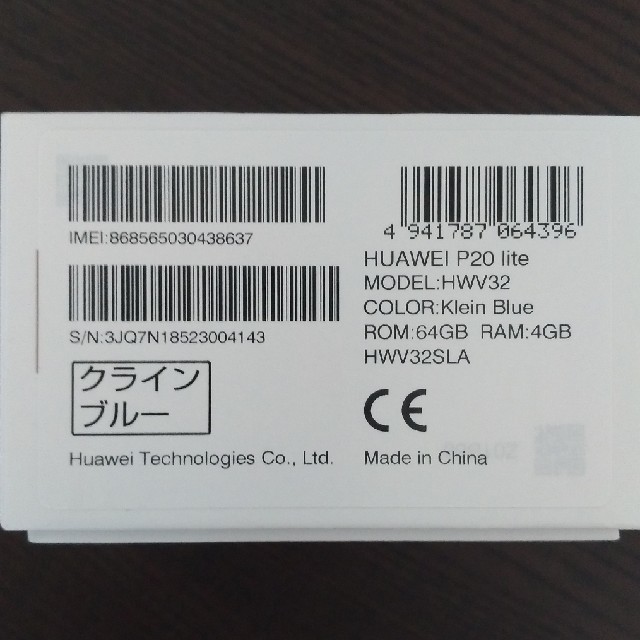 IMEI:868565030438637
S/N:3JQ7N18523004143
クライン
ブルー
Huawei Technologies Co., Ltd.
4 941787 064396
HUAWEI P20 lite
MODEL:HWV32
COLOR:Klein Blue
ROM:64GB RAM:4GB
HWV32SLA
CE
Made in China